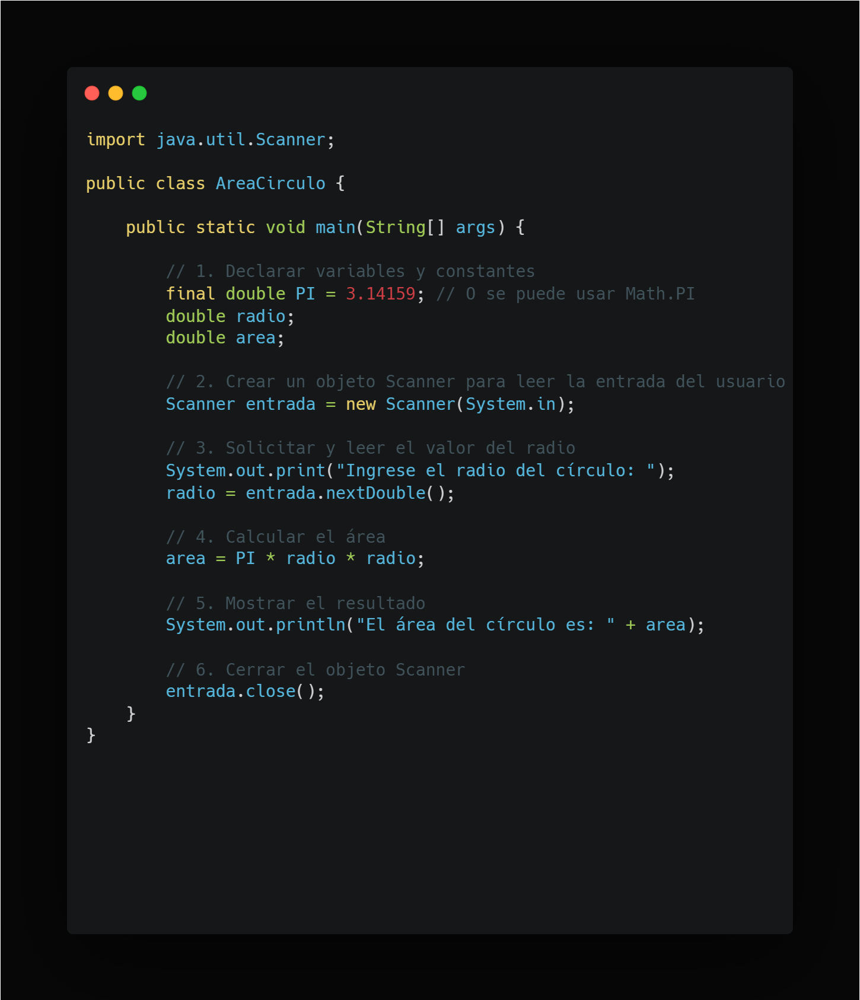 import java.util.Scanner;
public class AreaCirculo {
public static void main(String[] args) {
// 1. Declarar variables y constantes
final double PI = 3.14159; // O se puede usar Math.PI
double radio;
double area;
// 2. Crear un objeto Scanner para leer la entrada del usuario
Scanner entrada = new Scanner(System.in);
// 3. Solicitar y leer el valor del radio
System.out.print("Ingrese el radio del círculo: ");
radio = entrada.nextDouble();
// 4. Calcular el área
area = PI * radio * radio;
// 5. Mostrar el resultado
System.out.println("El área del círculo es: " + area);
// 6. Cerrar el objeto Scanner
entrada.close();
}
}